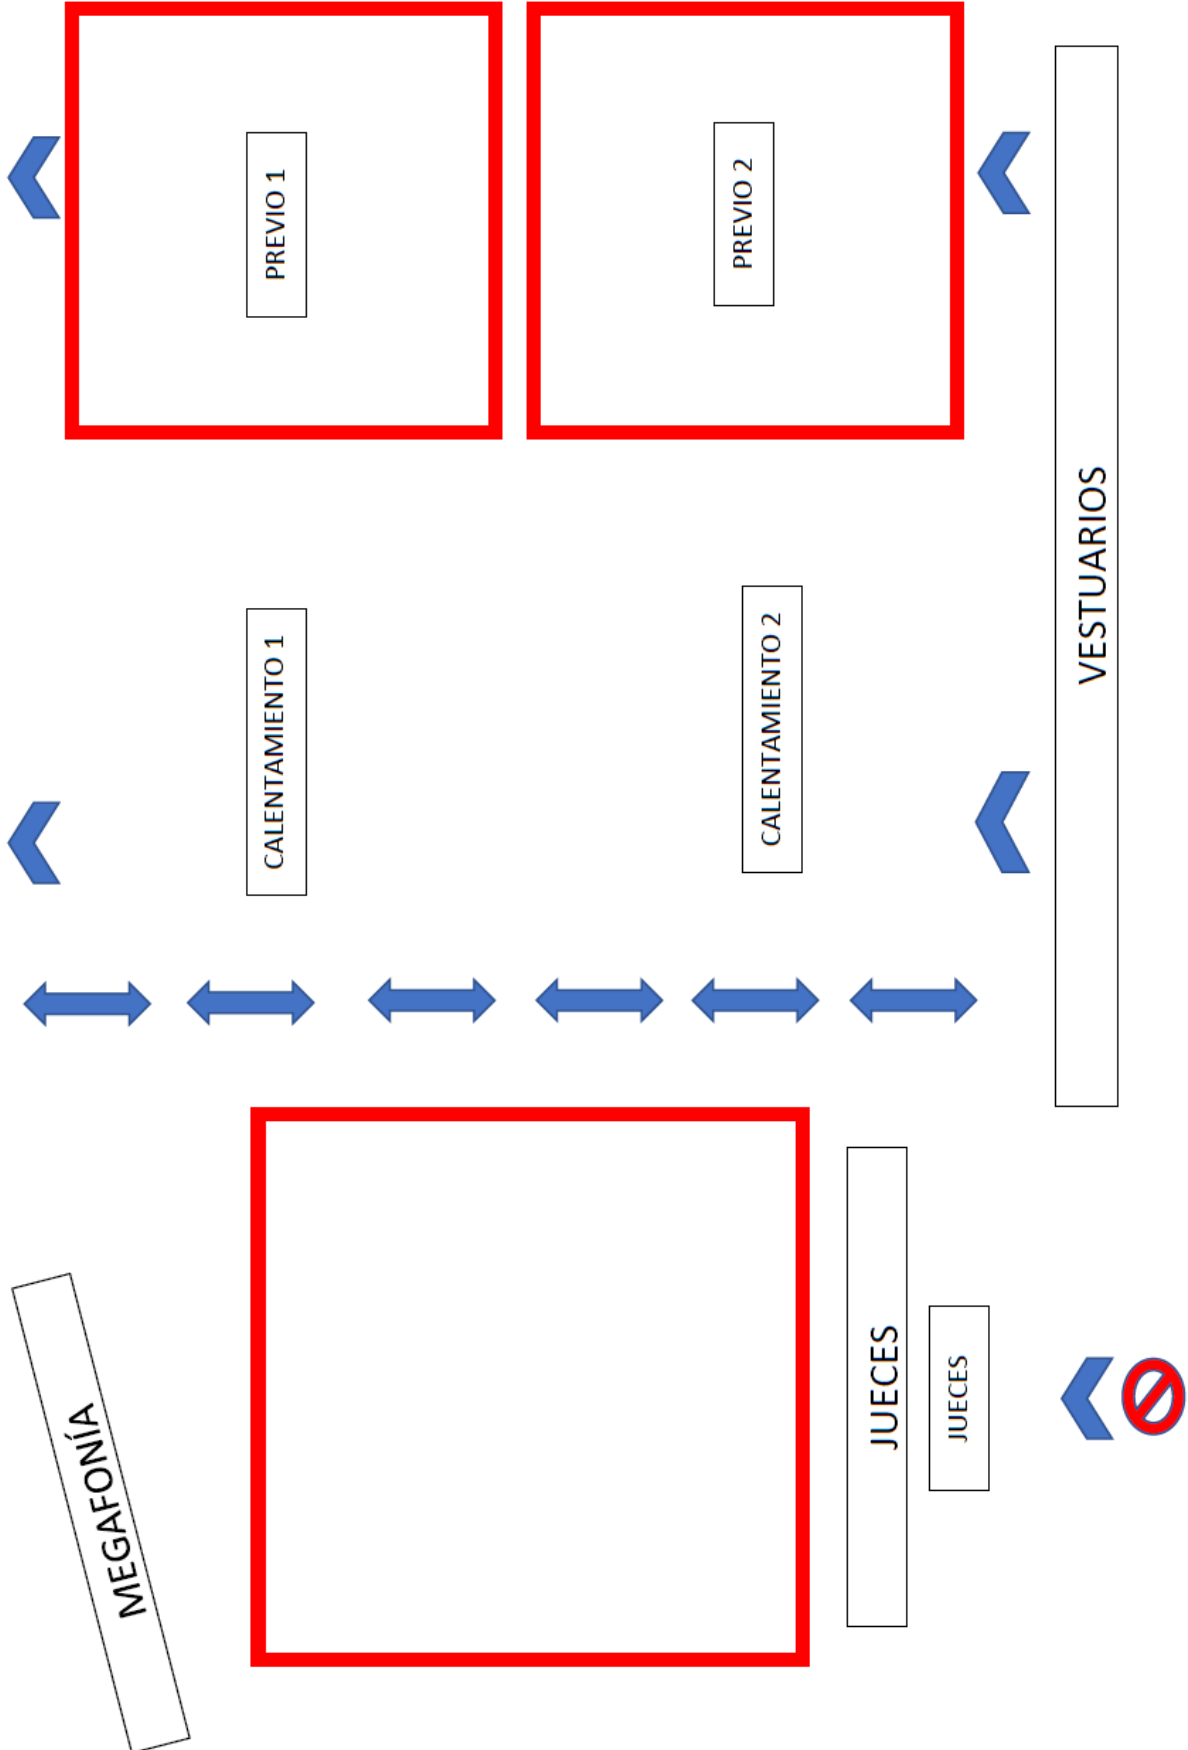 PREVIO 1
PREVIO 2
VESTUARIOS
CALENTAMIENTO 1
CALENTAMIENTO 2
JUECES
JUECES
MEGAFONÍA